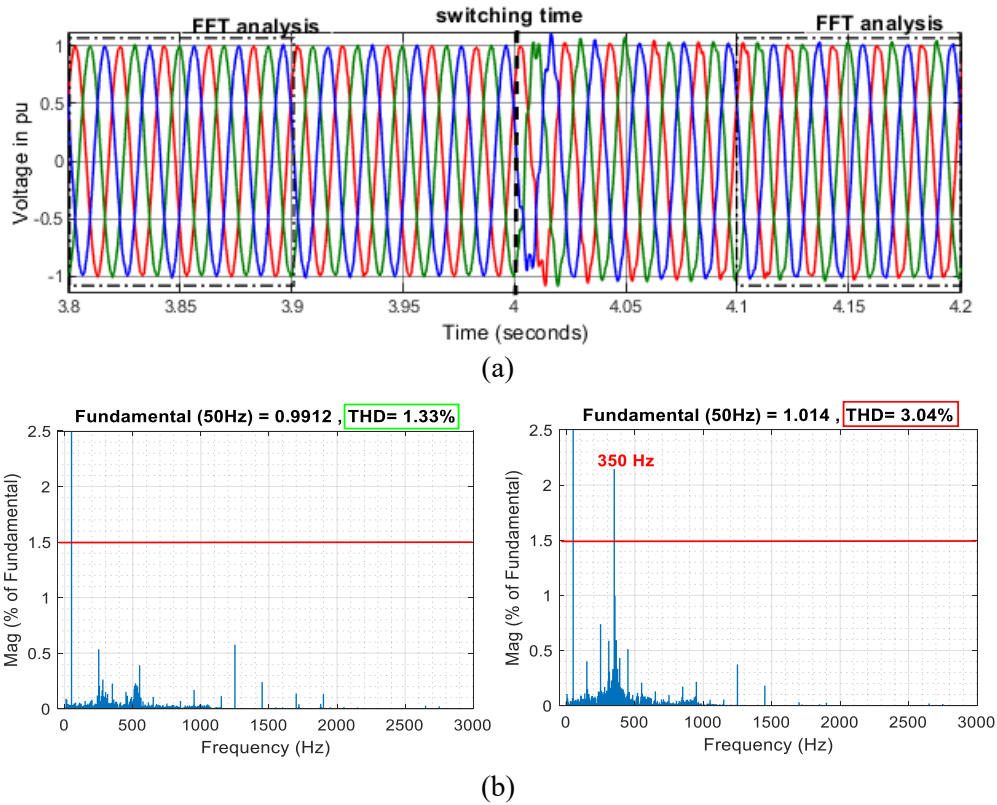 FFT analysis switching time FFT analysis
1
0.5
0
-0.5
-1
Voltage in pu
3.8 3.85 3.9 3.95 4 4.05 4.1 4.15 4.2
Time (seconds)
(a)
Fundamental (50Hz) = 0.9912 , THD= 1.33%
2.5
2
1.5
1
0.5
0
Mag (% of Fundamental)
0 500 1000 1500 2000 2500 3000
Frequency (Hz)
Fundamental (50Hz) = 1.014 , THD= 3.04%
350 Hz
2.5
2
1.5
1
0.5
0
Mag (% of Fundamental)
0 500 1000 1500 2000 2500 3000
Frequency (Hz)
(b)